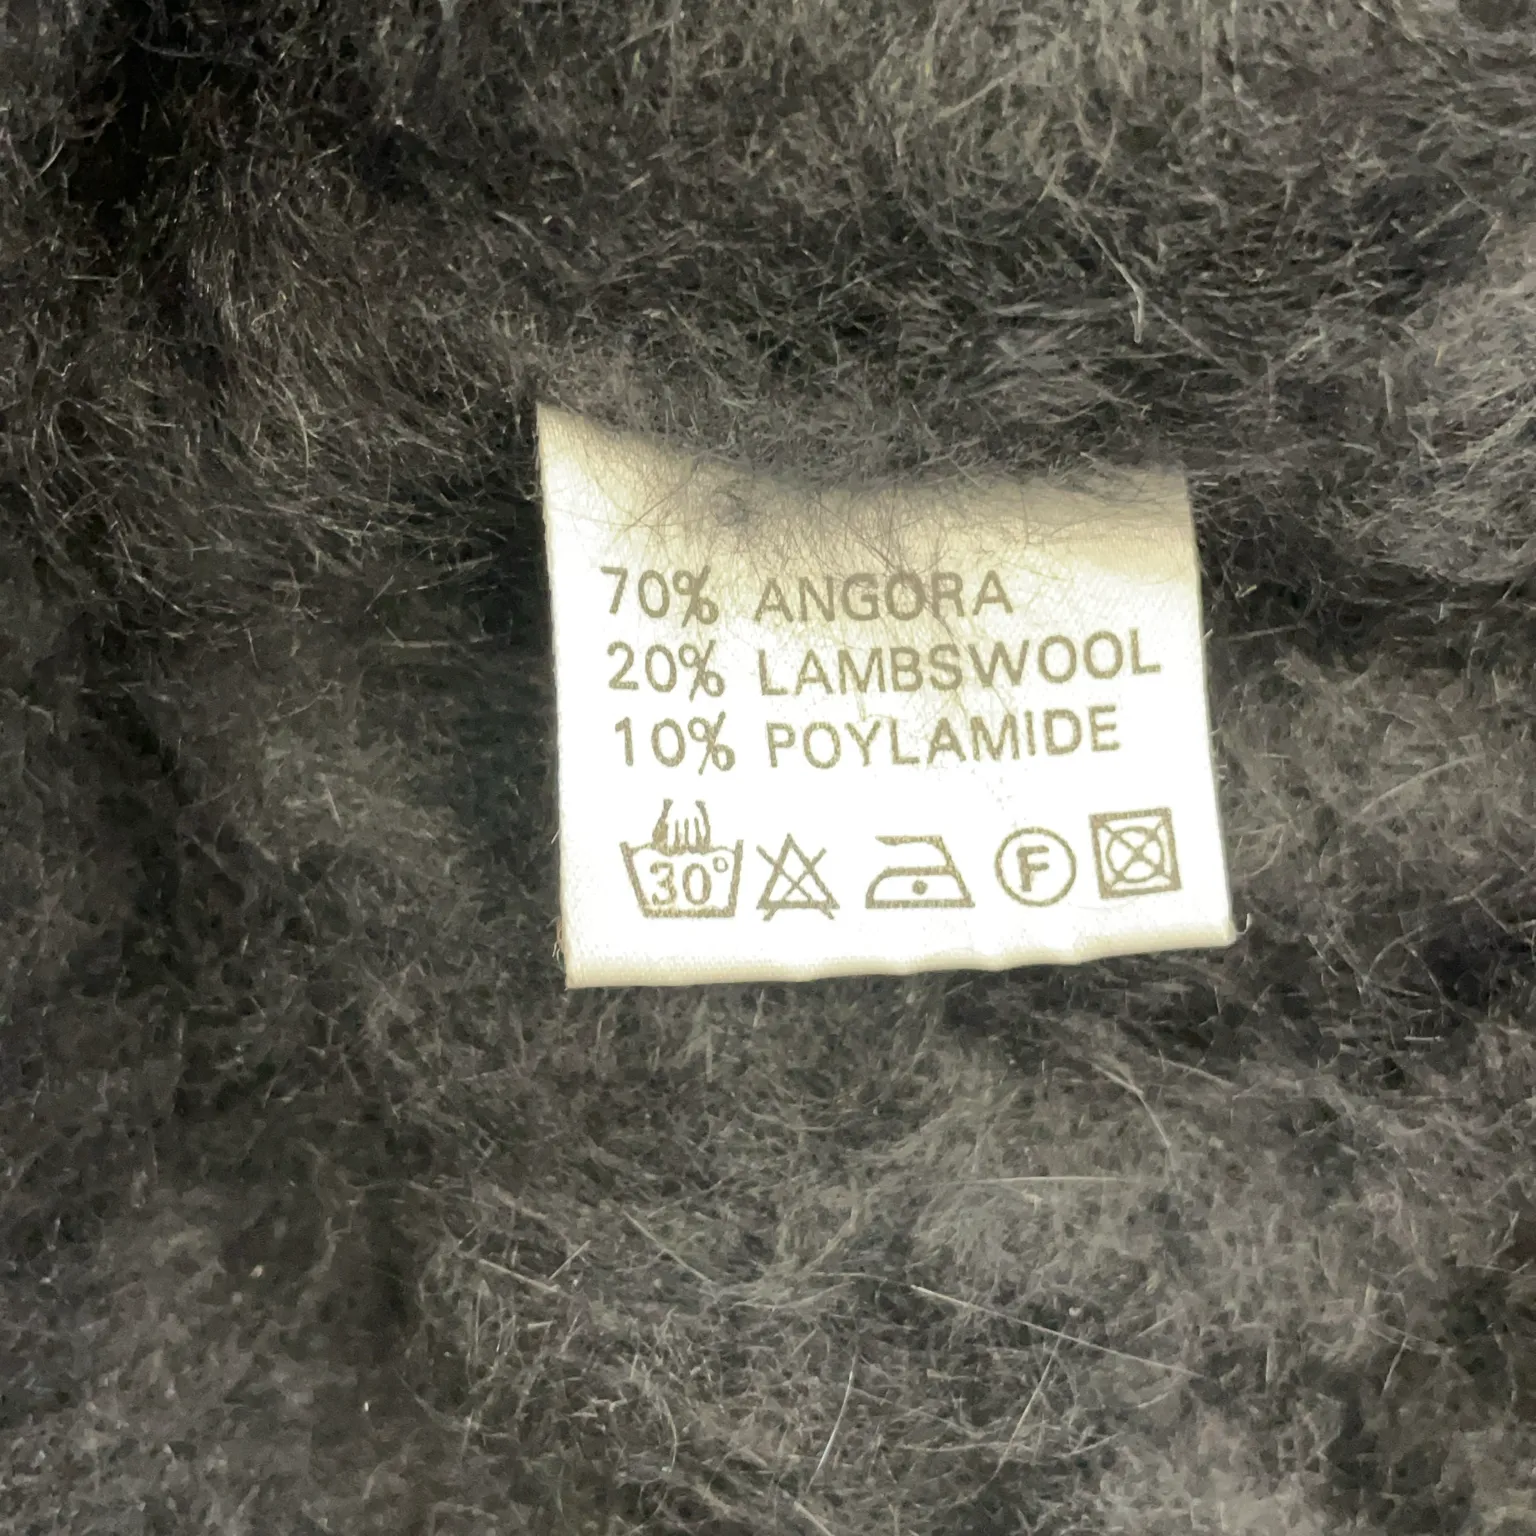 70% ANGORA
20% LAMBSWOOL
10% POYLAMIDE
30° F